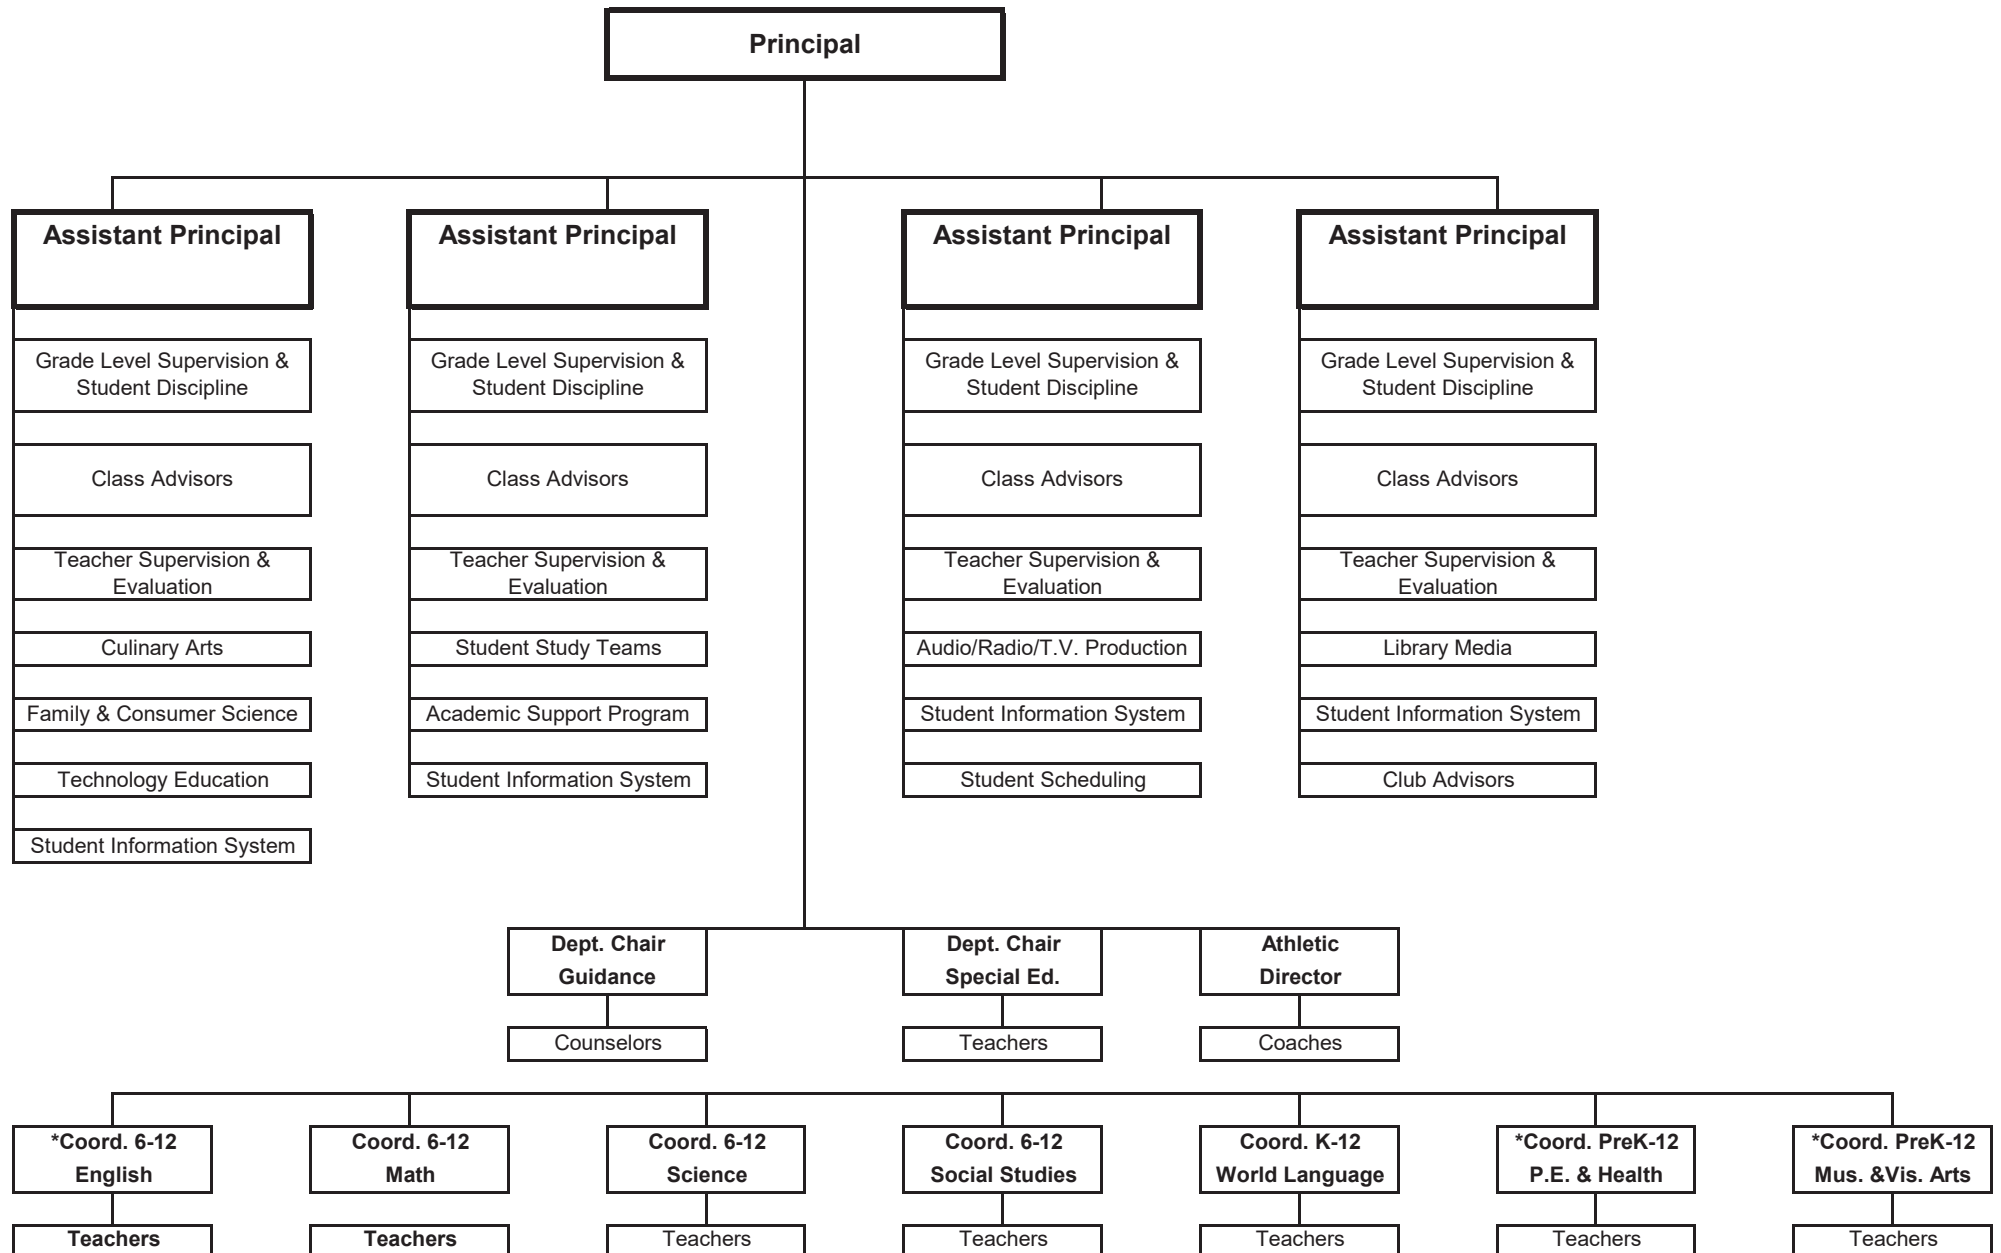 Principal
Assistant Principal
Assistant Principal
Assistant Principal
Assistant Principal
Grade Level Supervision &
Student Discipline
Grade Level Supervision &
Student Discipline
Grade Level Supervision &
Student Discipline
Grade Level Supervision &
Student Discipline
Class Advisors
Class Advisors
Class Advisors
Class Advisors
Teacher Supervision &
Evaluation
Teacher Supervision &
Evaluation
Teacher Supervision &
Evaluation
Teacher Supervision &
Evaluation
Culinary Arts
Student Study Teams
Audio/Radio/T.V. Production
Library Media
Family & Consumer Science
Academic Support Program
Student Information System
Student Information System
Technology Education
Student Information System
Student Scheduling
Club Advisors
Student Information System
Dept. Chair
Guidance
Dept. Chair
Special Ed.
Athletic
Director
Counselors
Teachers
Coaches
*Coord. 6-12
English
Coord. 6-12
Math
Coord. 6-12
Science
Coord. 6-12
Social Studies
Coord. K-12
World Language
*Coord. PreK-12
P.E. & Health
*Coord. PreK-12
Mus. &Vis. Arts
Teachers
Teachers
Teachers
Teachers
Teachers
Teachers
Teachers